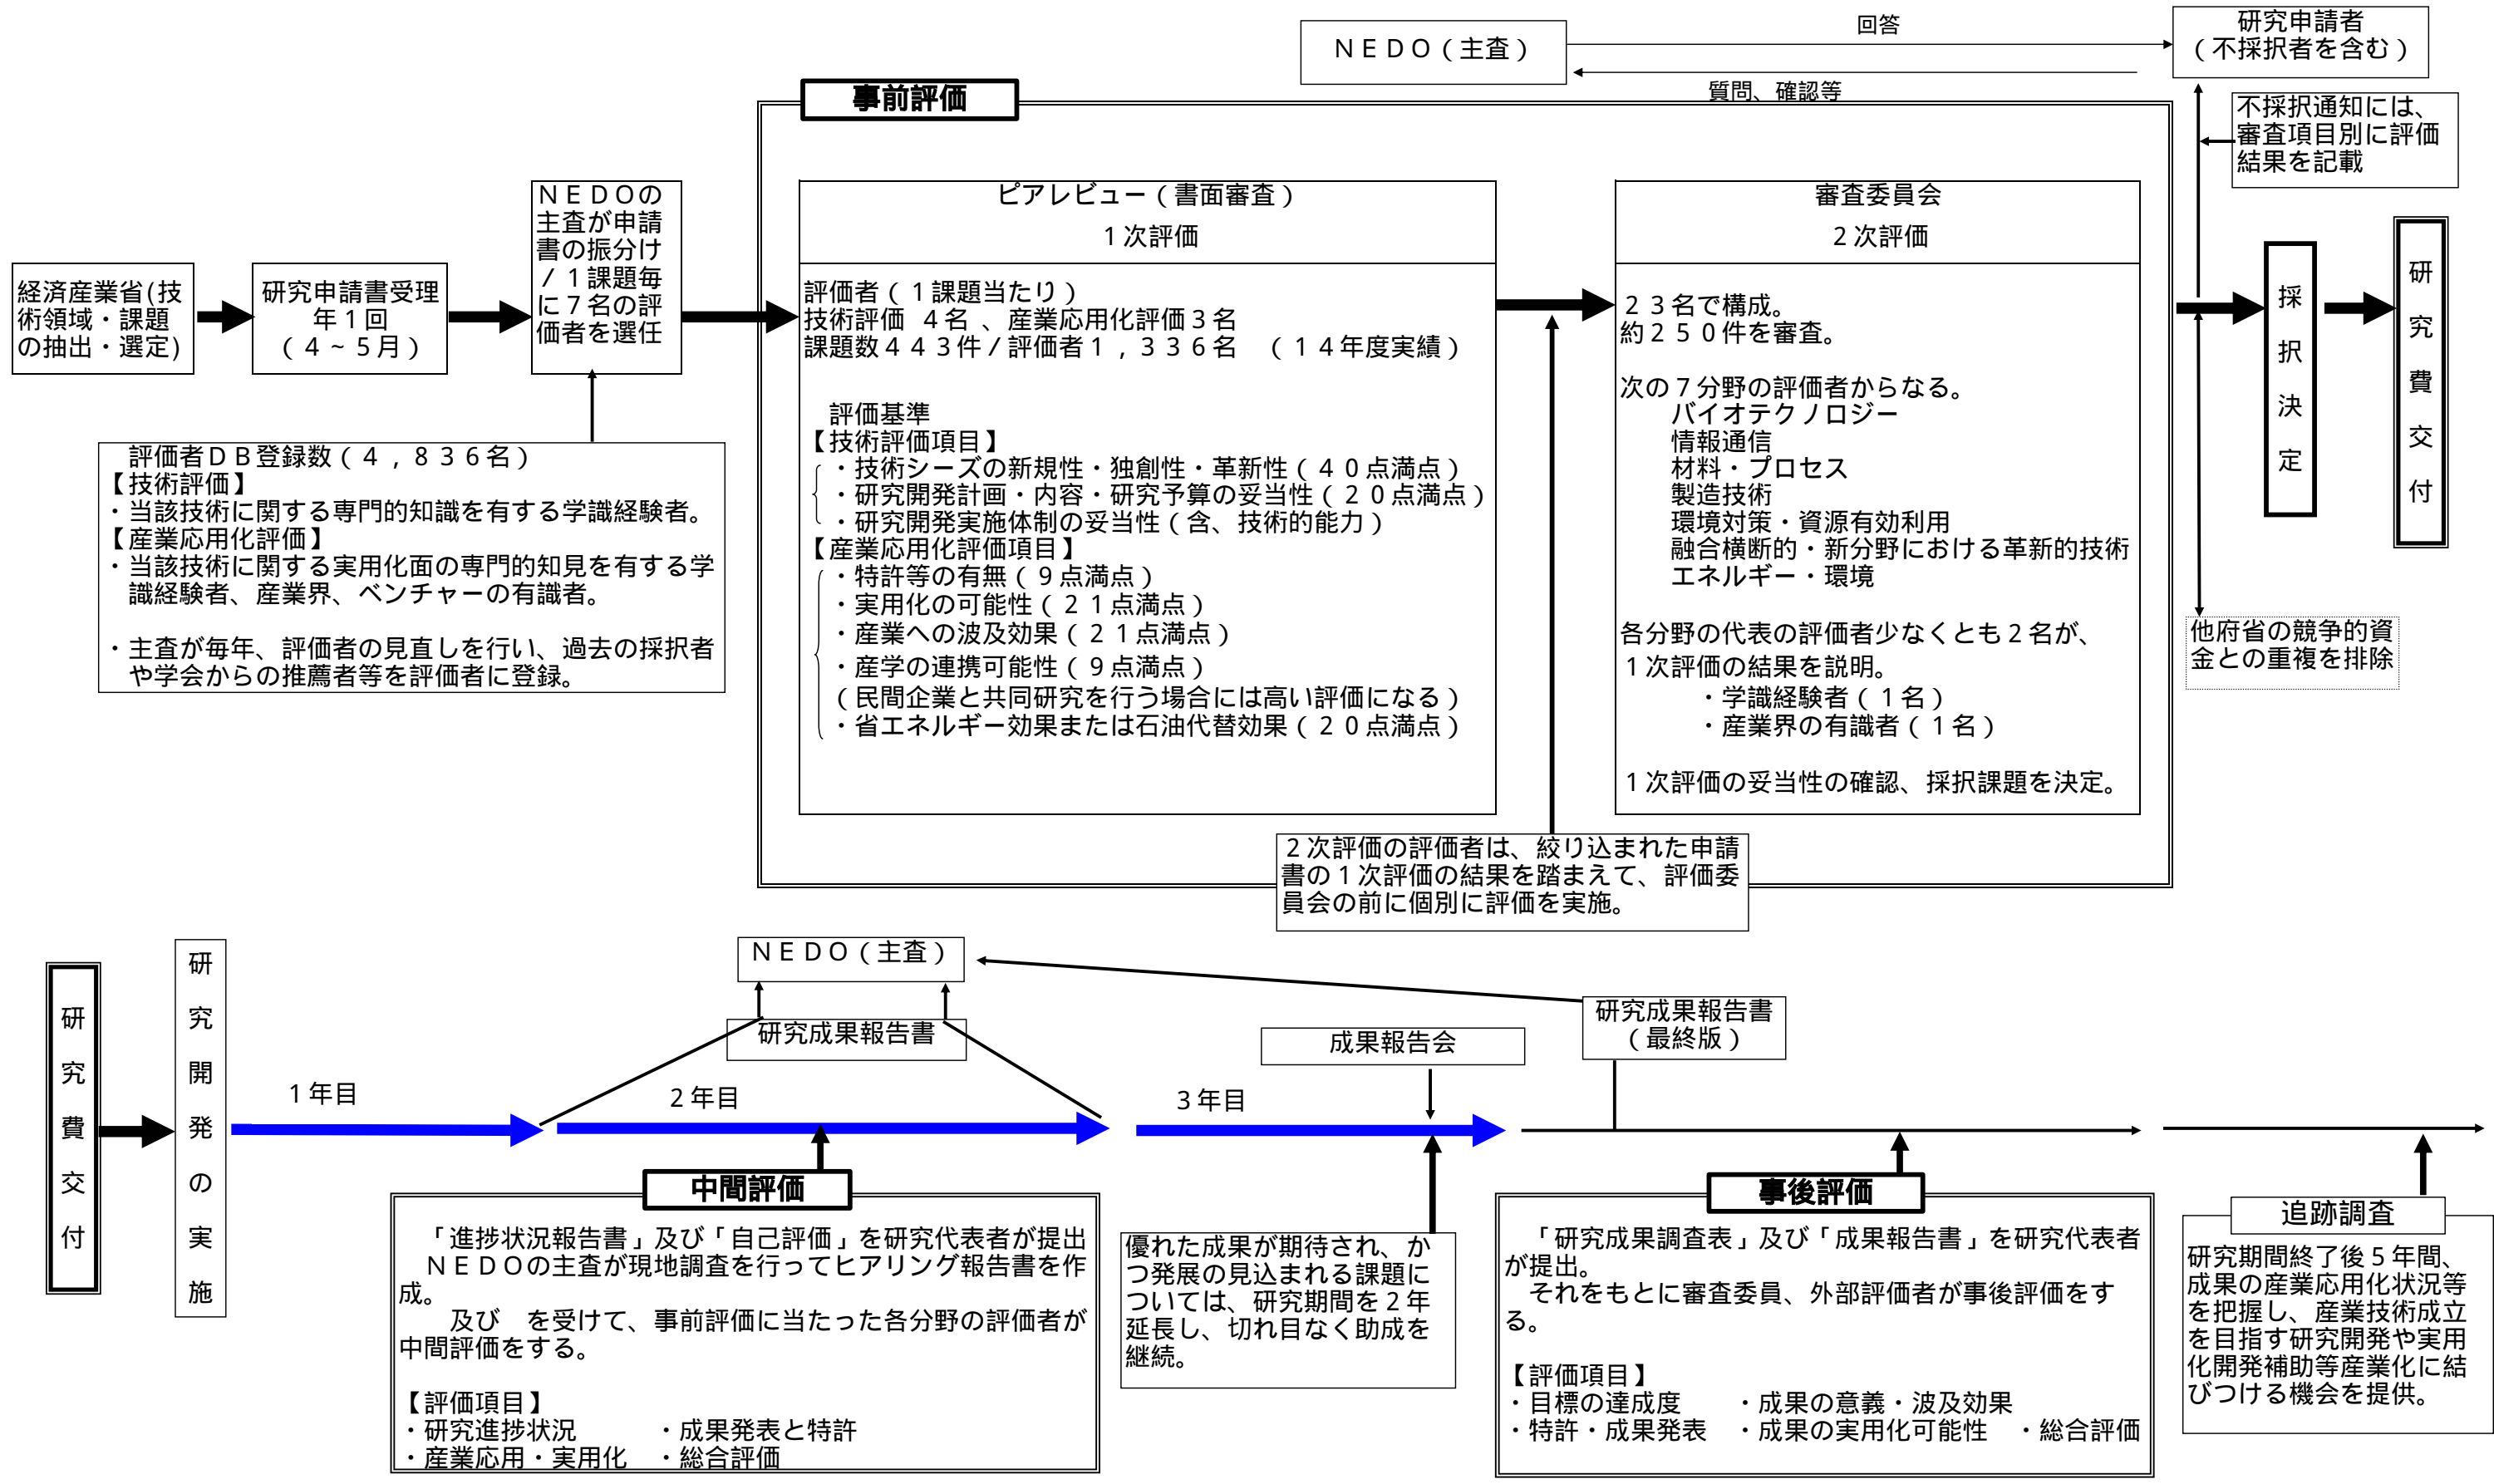 ＮＥＤＯ（主査）
回答
質問、確認等
研究申請者
（不採択者を含む）
不採択通知には、
審査項目別に評価
結果を記載
事前評価
経済産業省(技
術領域・課題
の抽出・選定)
研究申請書受理
年１回
（４～５月）
ＮＥＤＯの
主査が申請
書の振分け
／１課題毎
に７名の評
価者を選任
評価者ＤＢ登録数（４，８３６名）
【技術評価】
・当該技術に関する専門的知識を有する学識経験者。
【産業応用化評価】
・当該技術に関する実用化面の専門的知見を有する学
識経験者、産業界、ベンチャーの有識者。
・主査が毎年、評価者の見直しを行い、過去の採択者
や学会からの推薦者等を評価者に登録。
ピアレビュー（書面審査）
１次評価
評価者（１課題当たり）
技術評価 ４名 、産業応用化評価３名
課題数４４３件／評価者１，３３６名　（１４年度実績）
評価基準
【技術評価項目】
・技術シーズの新規性・独創性・革新性（４０点満点）
・研究開発計画・内容・研究予算の妥当性（２０点満点）
・研究開発実施体制の妥当性（含、技術的能力）
【産業応用化評価項目】
・特許等の有無（９点満点）
・実用化の可能性（２１点満点）
・産業への波及効果（２１点満点）
・産学の連携可能性（９点満点）
（民間企業と共同研究を行う場合には高い評価になる）
・省エネルギー効果または石油代替効果（２０点満点）
審査委員会
２次評価
２３名で構成。
約２５０件を審査。
次の７分野の評価者からなる。
バイオテクノロジー
情報通信
材料・プロセス
製造技術
環境対策・資源有効利用
融合横断的・新分野における革新的技術
エネルギー・環境
各分野の代表の評価者少なくとも２名が、
１次評価の結果を説明。
・学識経験者（１名）
・産業界の有識者（１名）
１次評価の妥当性の確認、採択課題を決定。
２次評価の評価者は、絞り込まれた申請
書の１次評価の結果を踏まえて、評価委
員会の前に個別に評価を実施。
採択決定
研究費交付
他府省の競争的資
金との重複を排除
研究費交付
研究開発の実施
１年目
ＮＥＤＯ（主査）
研究成果報告書
２年目
３年目
成果報告会
研究成果報告書
（最終版）
中間評価
「進捗状況報告書」及び「自己評価」を研究代表者が提出
ＮＥＤＯの主査が現地調査を行ってヒアリング報告書を作
成。
及び　を受けて、事前評価に当たった各分野の評価者が
中間評価をする。
【評価項目】
・研究進捗状況　　　・成果発表と特許
・産業応用・実用化　・総合評価
優れた成果が期待され、か
つ発展の見込まれる課題に
ついては、研究期間を２年
延長し、切れ目なく助成を
継続。
事後評価
「研究成果調査表」及び「成果報告書」を研究代表者
が提出。
それをもとに審査委員、外部評価者が事後評価をす
る。
【評価項目】
・目標の達成度　　・成果の意義・波及効果
・特許・成果発表　・成果の実用化可能性　・総合評価
追跡調査
研究期間終了後５年間、
成果の産業応用化状況等
を把握し、産業技術成立
を目指す研究開発や実用
化開発補助等産業化に結
びつける機会を提供。